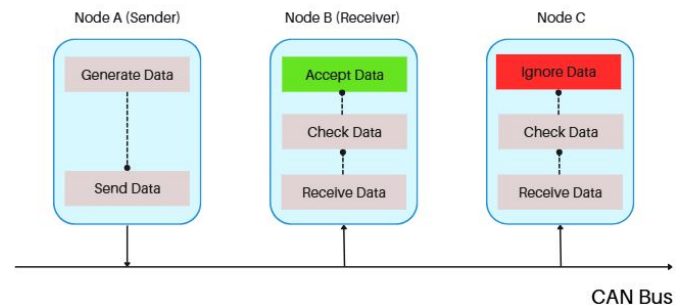 Node A (Sender)
Node B (Receiver)
Node C
Generate Data
Send Data
Accept Data
Check Data
Receive Data
Ignore Data
Check Data
Receive Data
CAN Bus